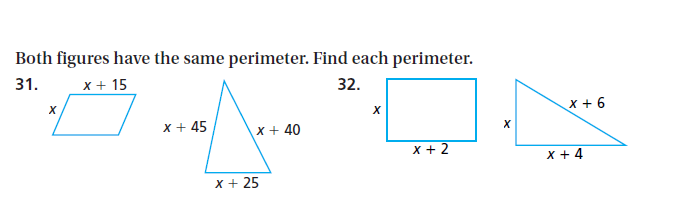 Both figures have the same perimeter. Find each perimeter.
31.
x + 15
x
x + 45
x + 40
x + 25
32.
x
x + 2
x
x + 6
x + 4